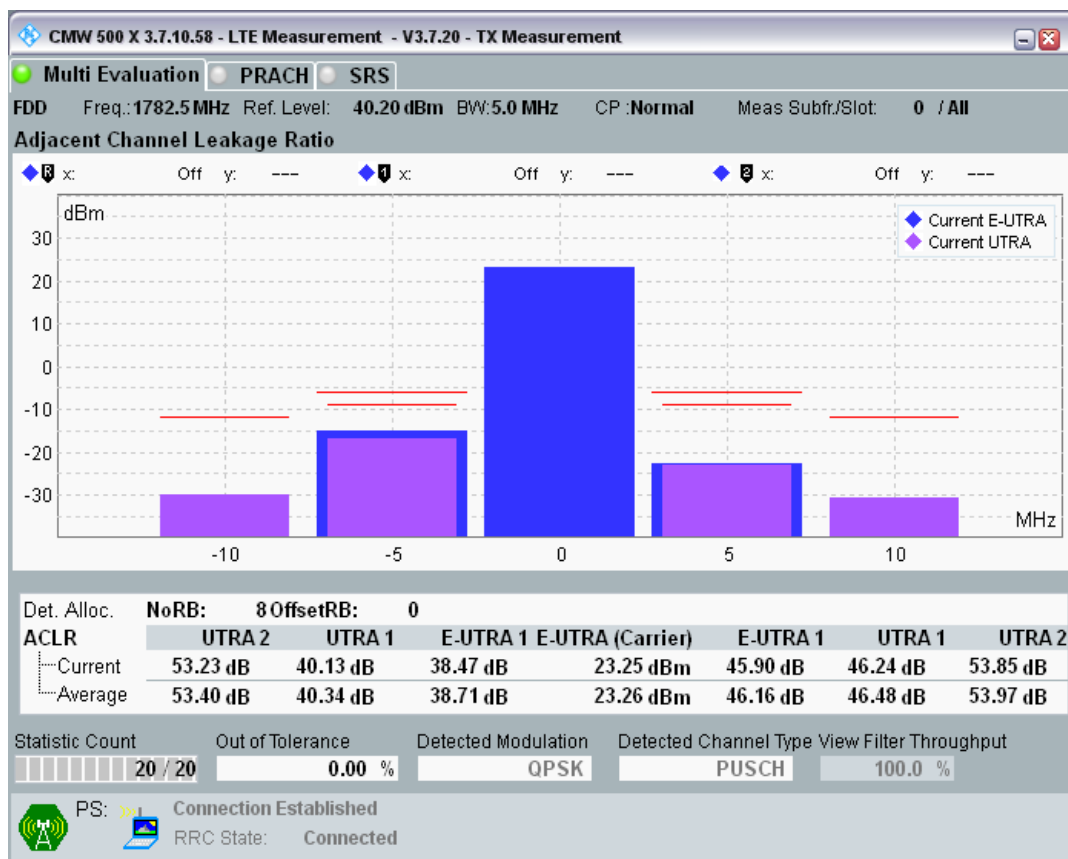 CMW 500 X 3.7.10.58 - LTE Measurement - V3.7.20 - TX Measurement
Multi Evaluation PRACH SRS
FDD Freq.: 1782.5 MHz Ref. Level: 40.20 dBm BW: 5.0 MHz CP : Normal Meas Subfr./Slot: 0 / All
Adjacent Channel Leakage Ratio
R x: Off y: --- 1 x: Off y: --- 2 x: Off y: ---
dBm
Current E-UTRA
Current UTRA
30
20
10
0
-10
-20
-30
MHz
-10 -5 0 5 10
Det. Alloc. NoRB: 8 OffsetRB: 0
ACLR UTRA 2 UTRA 1 E-UTRA 1 E-UTRA (Carrier) E-UTRA 1 UTRA 1 UTRA 2
Current 53.23 dB 40.13 dB 38.47 dB 23.25 dBm 45.90 dB 46.24 dB 53.85 dB
Average 53.40 dB 40.34 dB 38.71 dB 23.26 dBm 46.16 dB 46.48 dB 53.97 dB
Statistic Count Out of Tolerance Detected Modulation Detected Channel Type View Filter Throughput
20 / 20 0.00 % QPSK PUSCH 100.0 %
PS: Connection Established
RRC State: Connected